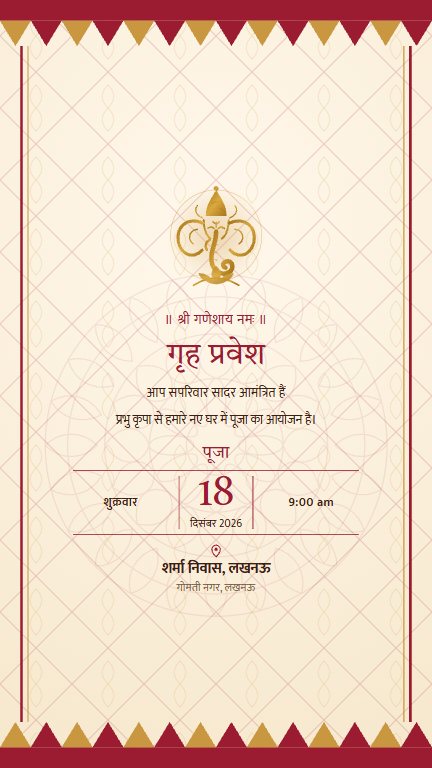 ॥ श्री गणेशाय नमः ॥
गृह प्रवेश
आप सपरिवार सादर आमंत्रित हैं
प्रभु कृपा से हमारे नए घर में पूजा का आयोजन है।
पूजा
शुक्रवार
18
दिसंबर 2026
9:00 am
शर्मा निवास, लखनऊ
गोमती नगर, लखनऊ